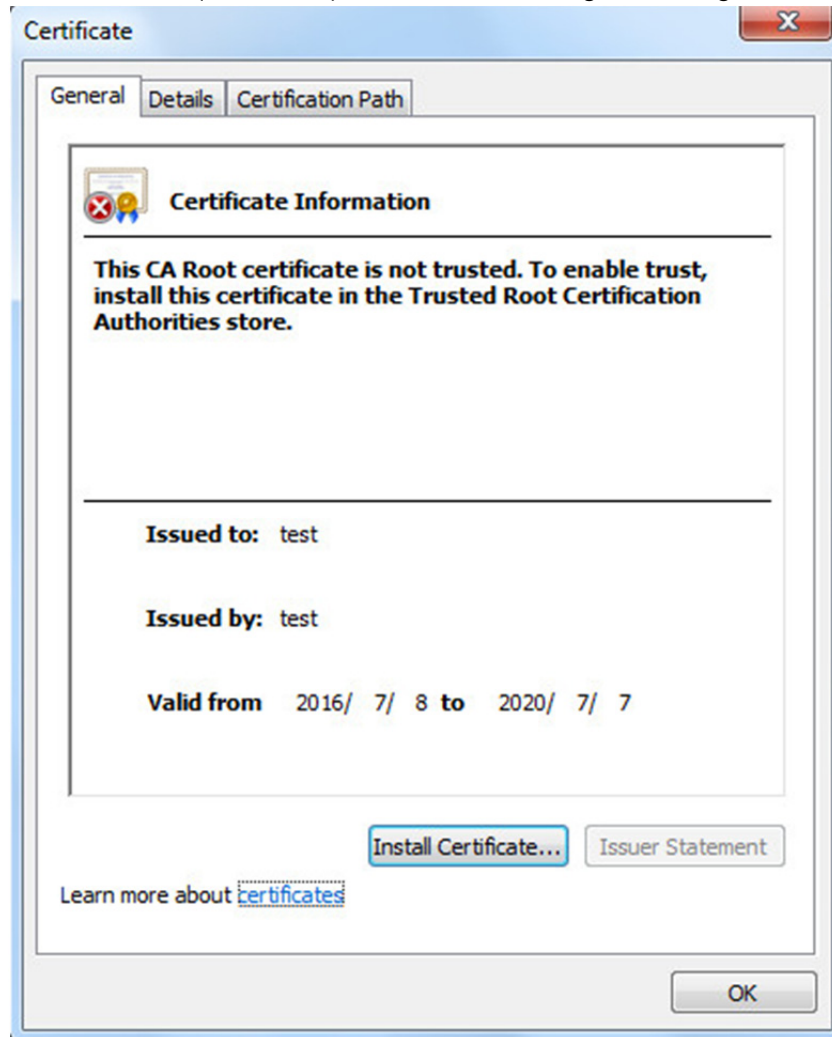 Certificate
General Details Certification Path
Certificate Information
This CA Root certificate is not trusted. To enable trust,
install this certificate in the Trusted Root Certification
Authorities store.
Issued to: test
Issued by: test
Valid from 2016/ 7/ 8 to 2020/ 7/ 7
Install Certificate... Issuer Statement
Learn more about certificates
OK